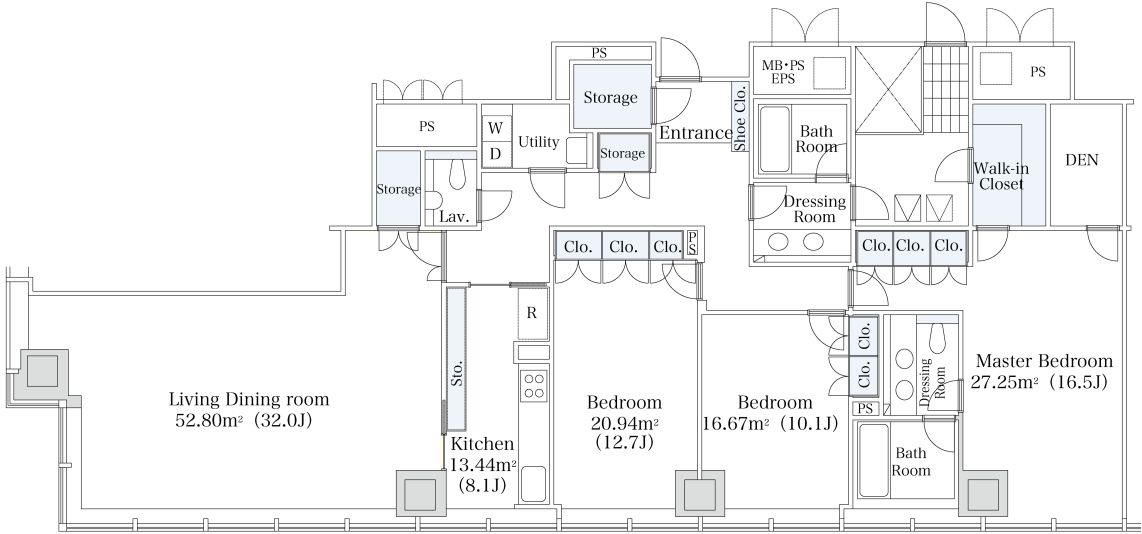 PS
MB・PS
EPS
PS
Storage
Shoe Clo.
Entrance
PS
W
D
Utility
Storage
Bath
Room
Walk-in
Closet
DEN
Storage
Lav.
Dressing
Room
Clo.
Clo.
Clo.
PS
Clo.
Clo.
Clo.
R
Sto.
Clo.
Clo.
PS
Dressing
Room
Master Bedroom
27.25m² (16.5J)
Living Dining room
52.80m² (32.0J)
Kitchen
13.44m²
(8.1J)
Bedroom
20.94m²
(12.7J)
Bedroom
16.67m² (10.1J)
Bath
Room